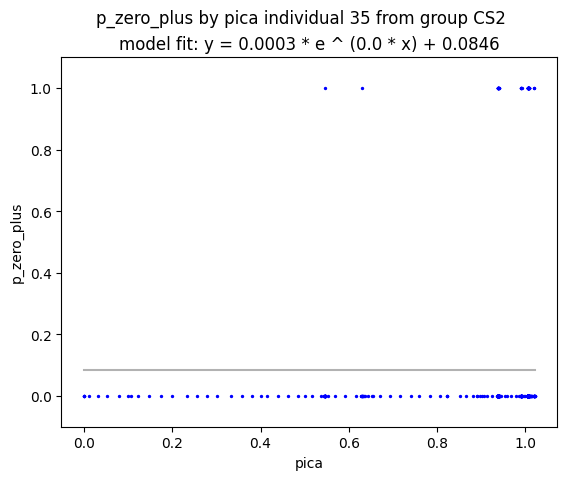 p_zero_plus by pica individual 35 from group CS2
model fit: y = 0.0003 * e ^ (0.0 * x) + 0.0846
1.0
0.8
0.6
0.4
0.2
0.0
p_zero_plus
0.0 0.2 0.4 0.6 0.8 1.0
pica